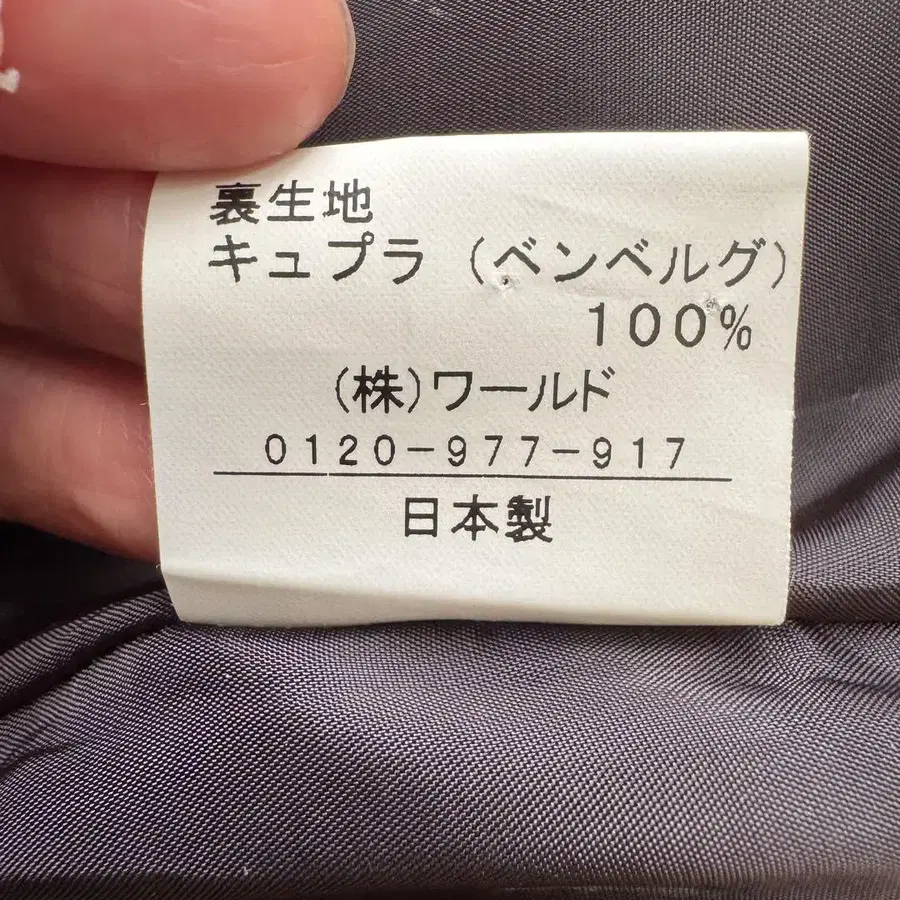 裏生地
キュプラ（ベンベルグ）
100%
(株)ワールド
0120-977-917
日本製